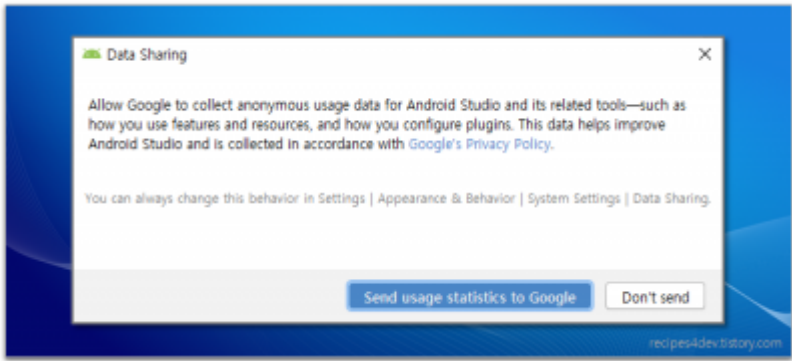 Data Sharing
Allow Google to collect anonymous usage data for Android Studio and its related tools—such as
how you use features and resources, and how you configure plugins. This data helps improve
Android Studio and is collected in accordance with Google's Privacy Policy.
You can always change this behavior in Settings | Appearance & Behavior | System Settings | Data Sharing.
Send usage statistics to Google
Don't send
recipes4dev.tistory.com